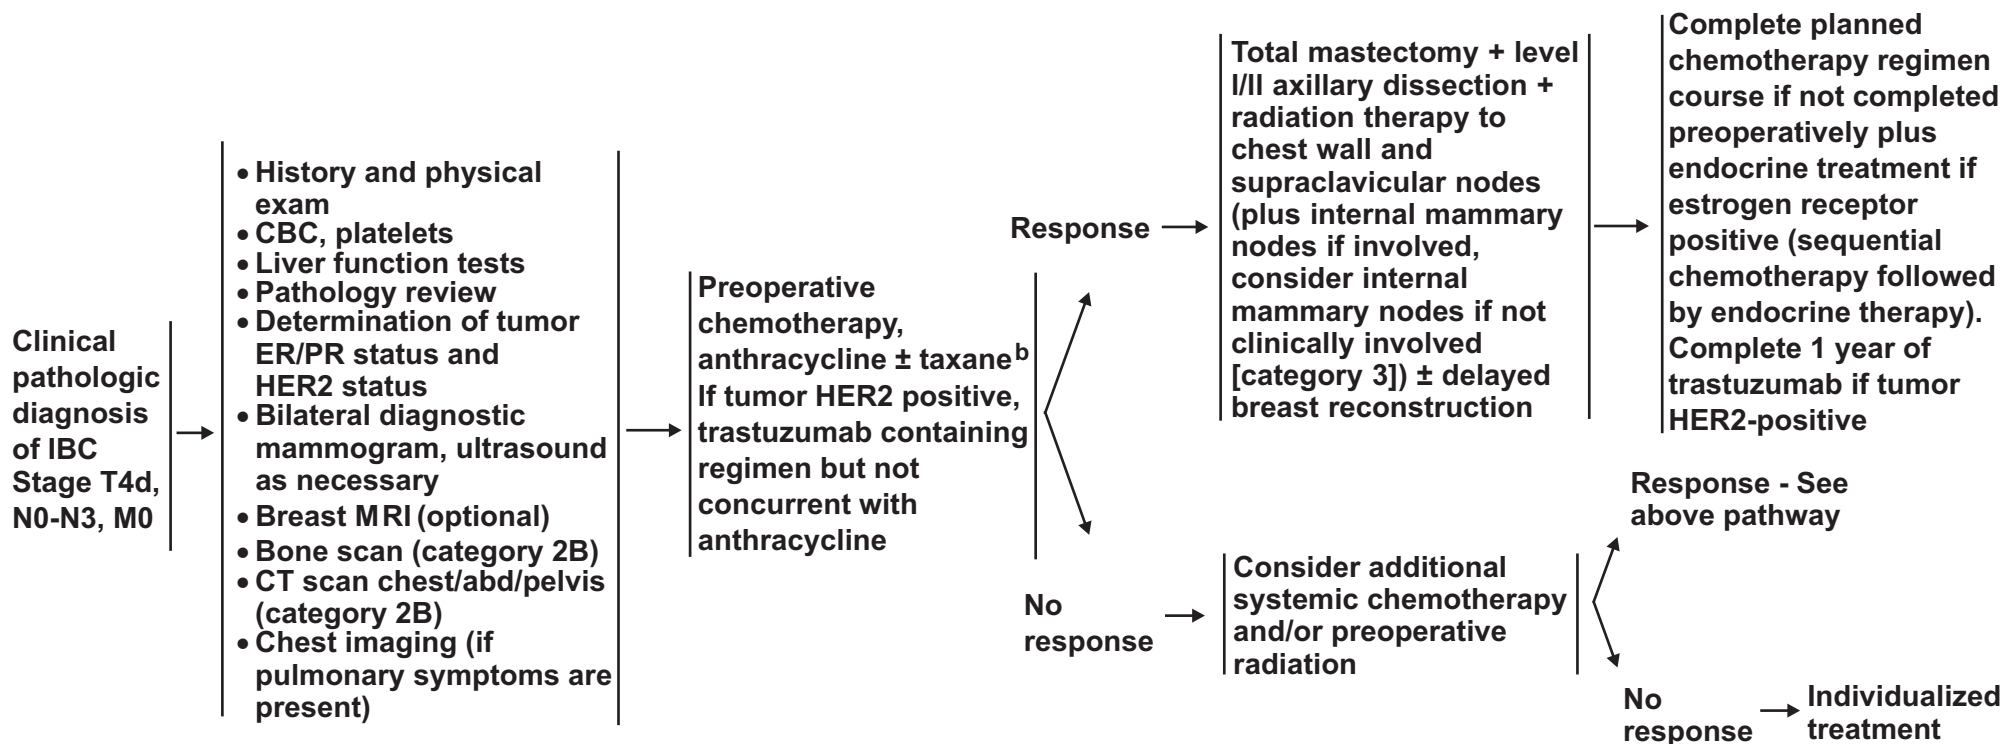 Clinical
pathologic
diagnosis
of IBC
Stage T4d,
N0-N3, M0
• History and physical
exam
• CBC, platelets
• Liver function tests
• Pathology review
• Determination of tumor
ER/PR status and
HER2 status
• Bilateral diagnostic
mammogram, ultrasound
as necessary
• Breast MRI (optional)
• Bone scan (category 2B)
• CT scan chest/abd/pelvis
(category 2B)
• Chest imaging (if
pulmonary symptoms are
present)
Preoperative
chemotherapy,
anthracycline ± taxaneᵇ
If tumor HER2 positive,
trastuzumab containing
regimen but not
concurrent with
anthracycline
Response
Total mastectomy + level
I/II axillary dissection +
radiation therapy to
chest wall and
supraclavicular nodes
(plus internal mammary
nodes if involved,
consider internal
mammary nodes if not
clinically involved
[category 3]) ± delayed
breast reconstruction
Complete planned
chemotherapy regimen
course if not completed
preoperatively plus
endocrine treatment if
estrogen receptor
positive (sequential
chemotherapy followed
by endocrine therapy).
Complete 1 year of
trastuzumab if tumor
HER2-positive
No
response
Consider additional
systemic chemotherapy
and/or preoperative
radiation
Response - See
above pathway
No
response
Individualized
treatment